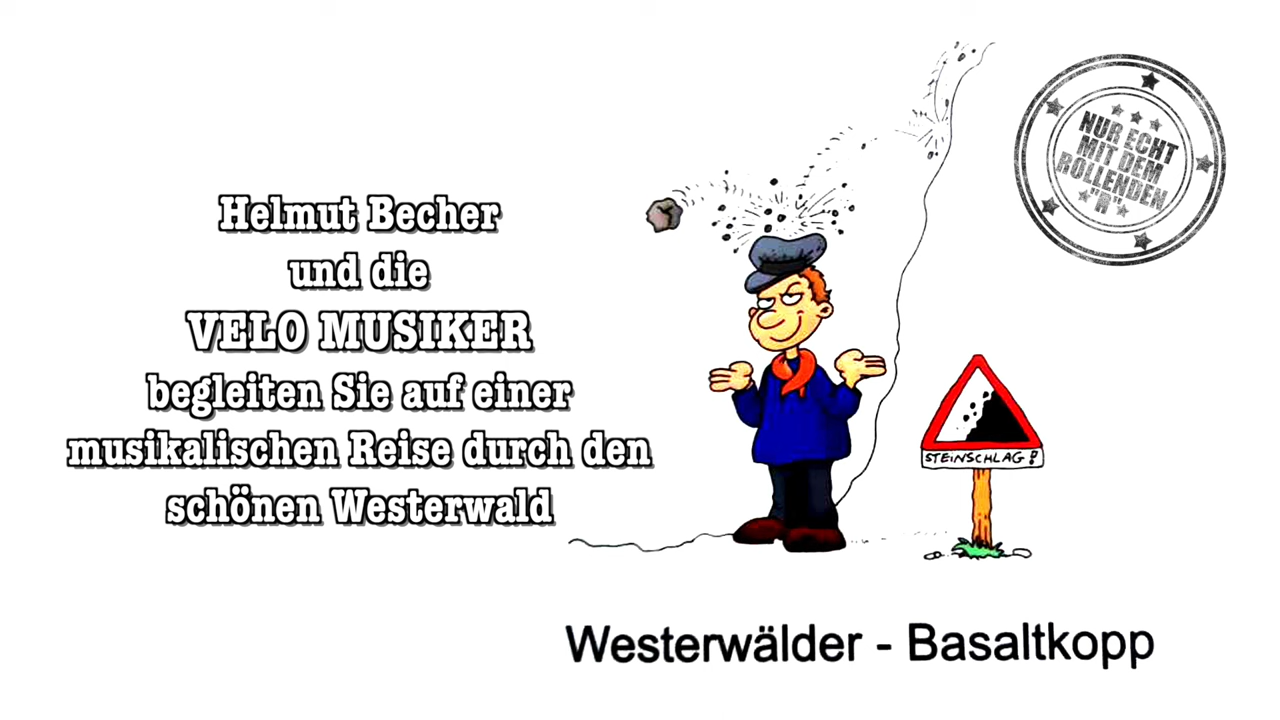 Helmut Becher
und die
VELO MUSIKER
begleiten Sie auf einer
musikalischen Reise durch den
schönen Westerwald
NUR ECHT
MIT DEM
ROLLENDEN
"R"
STEINSCHLAG!
Westerwälder - Basaltkopp